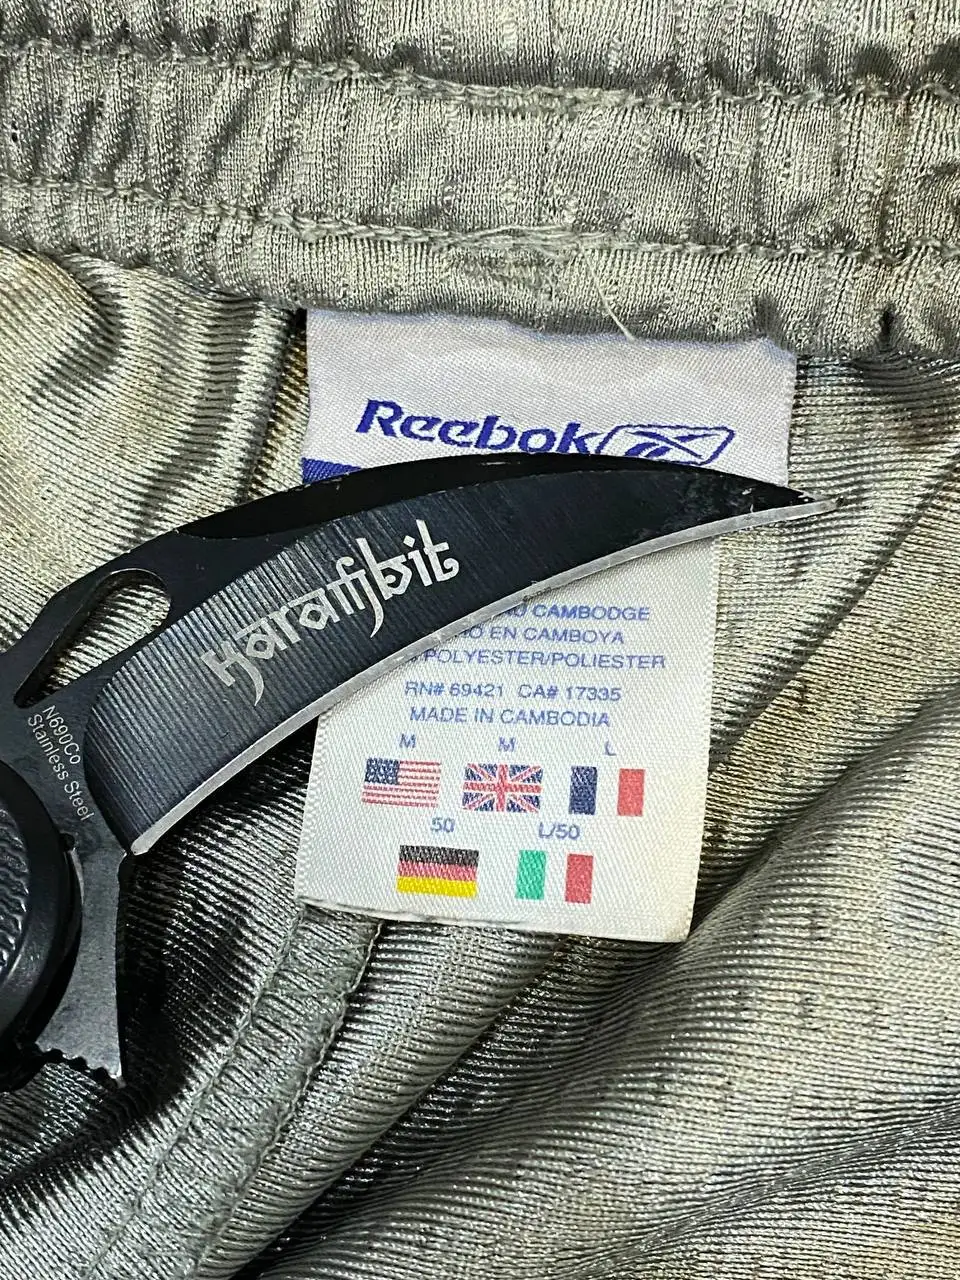 Reebok
Karambit
N690Co
Stainless Steel
AU CAMBODGE
EN CAMBOYA
POLYESTER/POLIESTER
RN# 69421 CA# 17335
MADE IN CAMBODIA
M M L
50 L/50